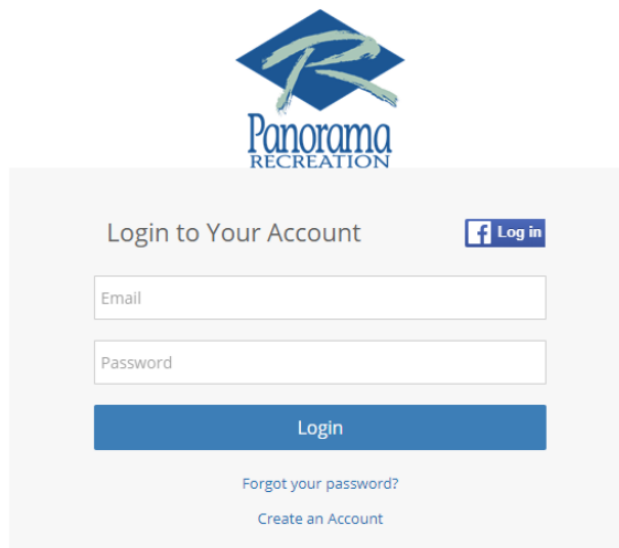 Panorama
RECREATION
Login to Your Account
f Log in
Email
Password
Login
Forgot your password?
Create an Account